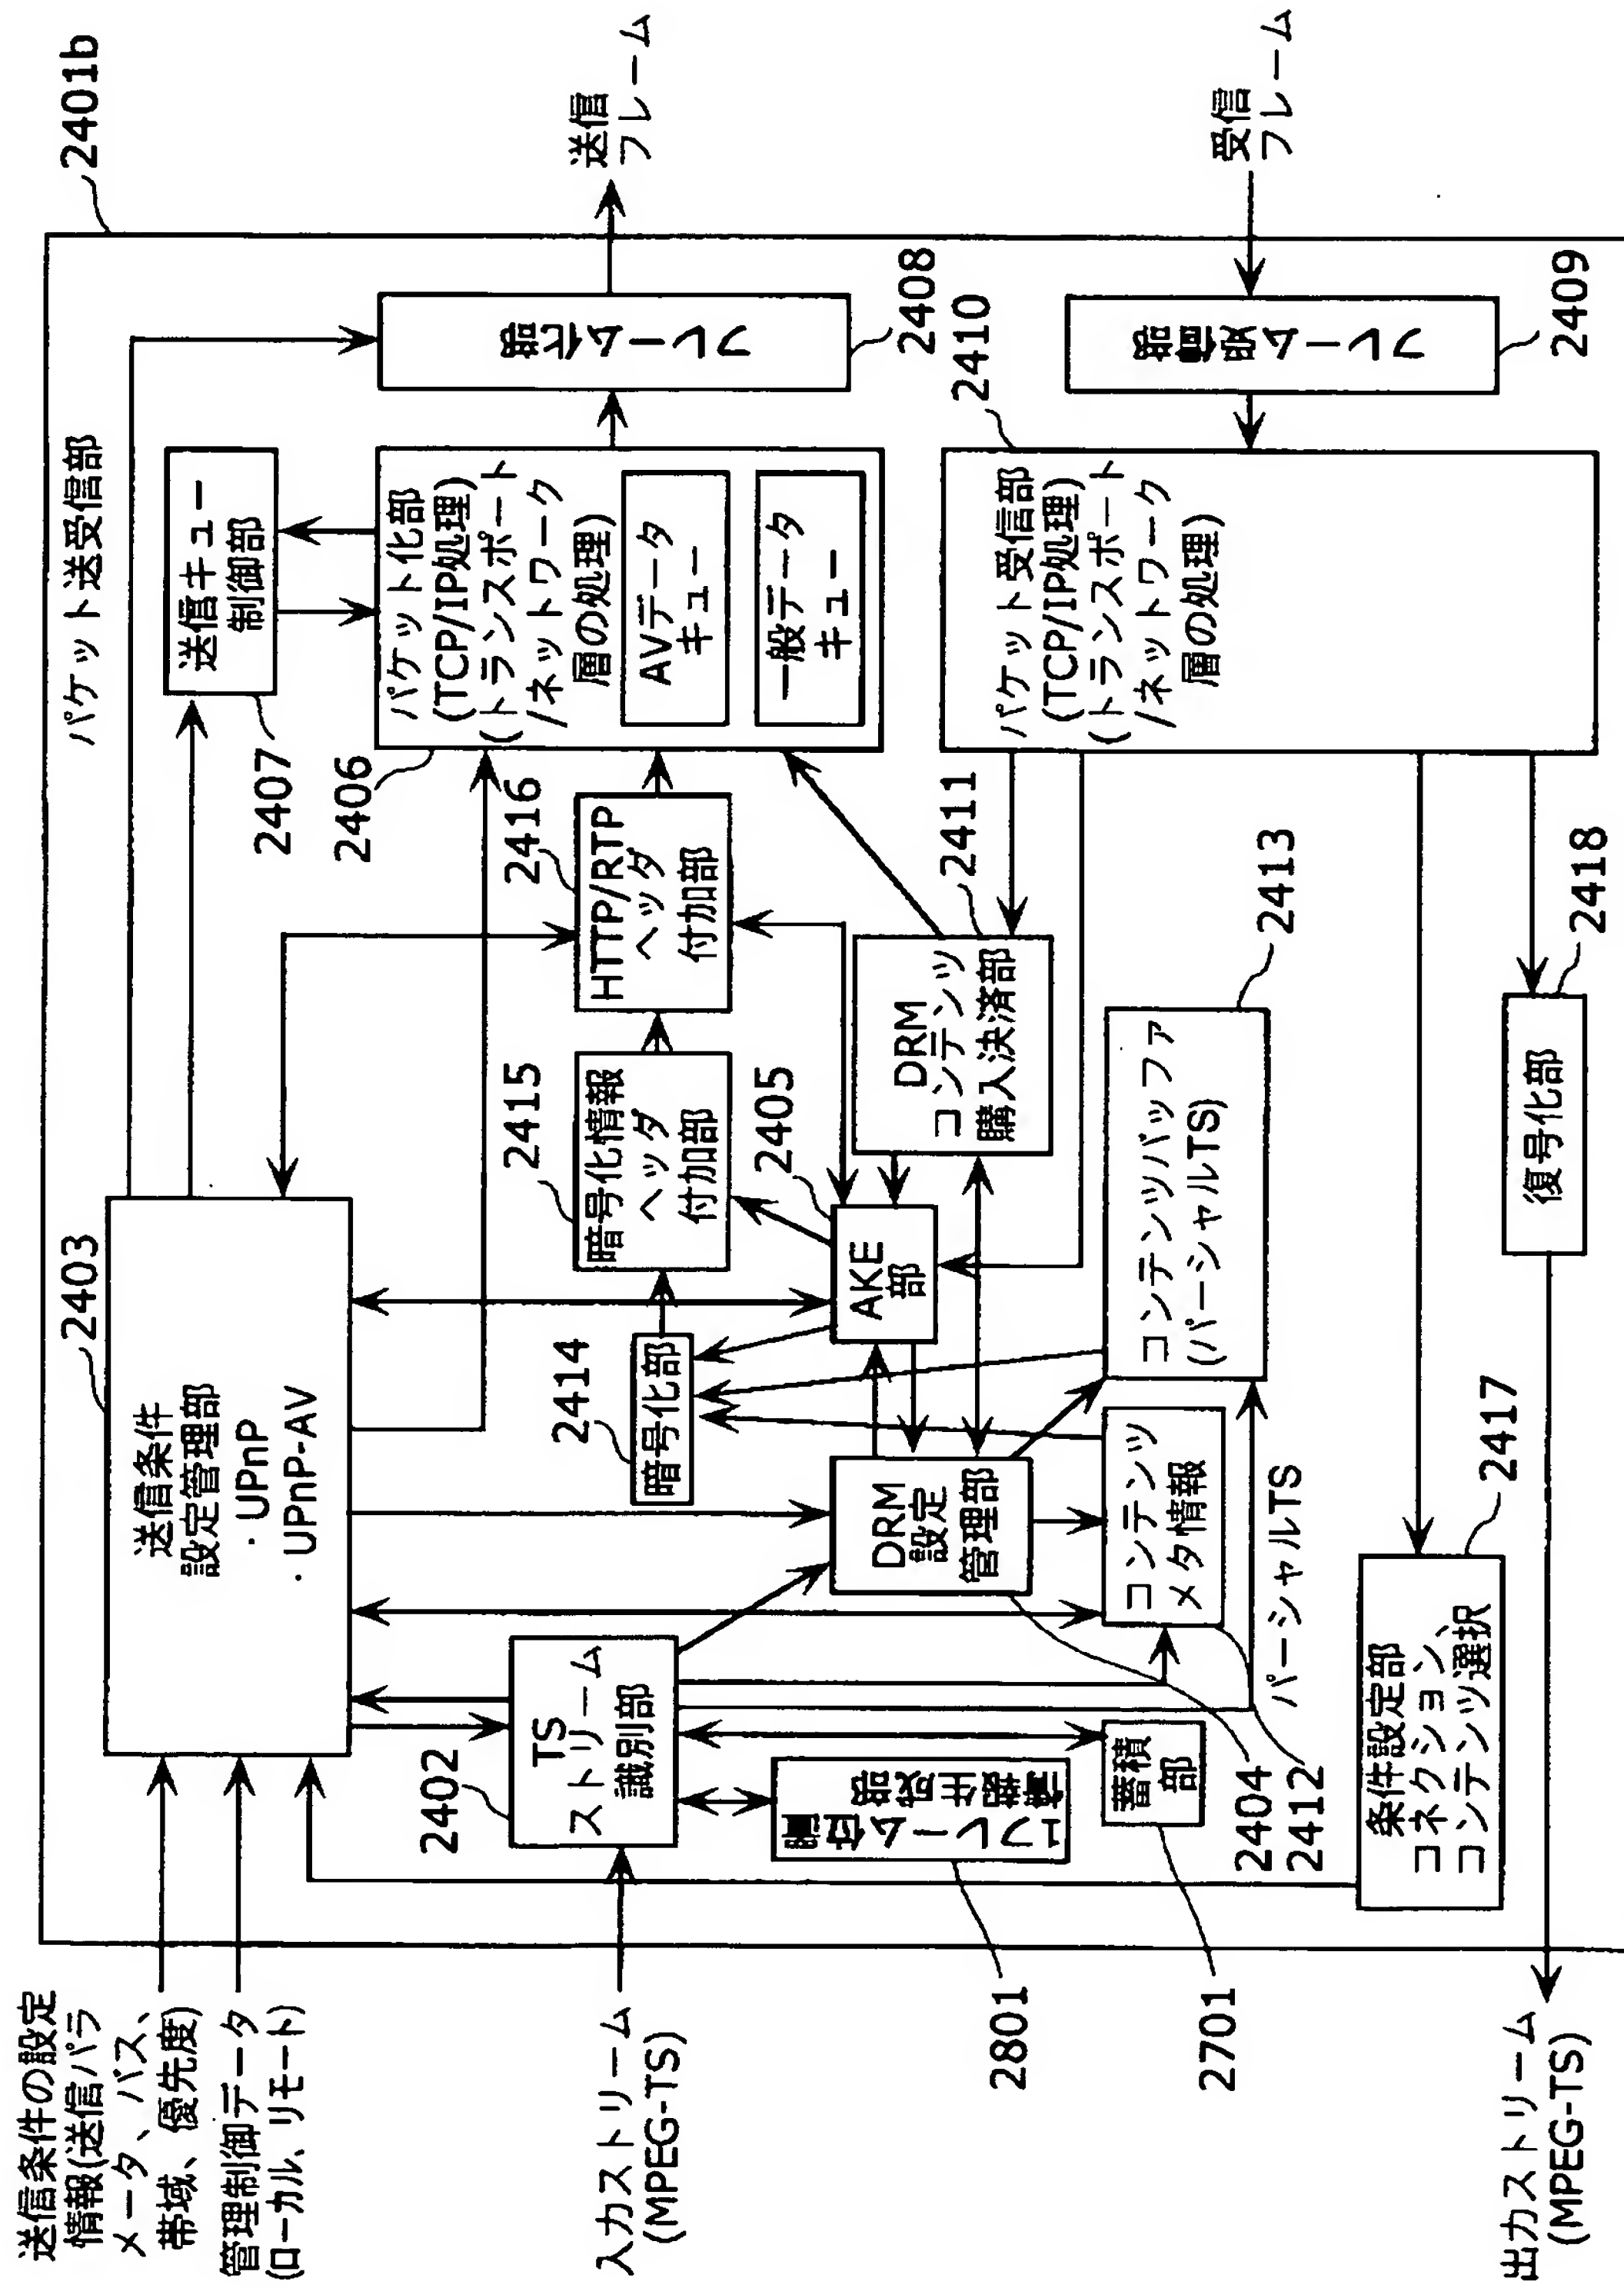 送信条件の設定
情報(送信パラ
メータ、パス、
帯域、優先度)
管理制御データ
(ローカル、リモート)
入力ストリーム
(MPEG-TS)
出力ストリーム
(MPEG-TS)
パケット送受信部
2401b
2403
送信条件
設定管理部
・UPnP
・UPnP-AV
2402
TS
ストリーム
識別部
Iフレーム位置
情報生成部
2801
蓄積
部
2701
DRM
設定
管理部
2404
コンテンツ
メタ情報
2412
パーシャルTS
コンテンツバッファ
(パーシャルTS)
2413
2414
暗号化部
2405
AKE
部
2415
暗号化情報
ヘッダ
付加部
2416
HTTP/RTP
ヘッダ
付加部
2411
DRM
コンテンツ
購入決済部
2407
送信キュー
制御部
2406
パケット化部
(TCP/IP処理)
(トランスポート
/ネットワーク
層の処理)
AVデータ
キュー
一般データ
キュー
フレーム化部
2408
送信
フレーム
受信
フレーム
フレーム受信部
2409
2410
パケット受信部
(TCP/IP処理)
(トランスポート
/ネットワーク
層の処理)
条件設定部
コネクション、
コンテンツ選択
2417
復号化部
2418